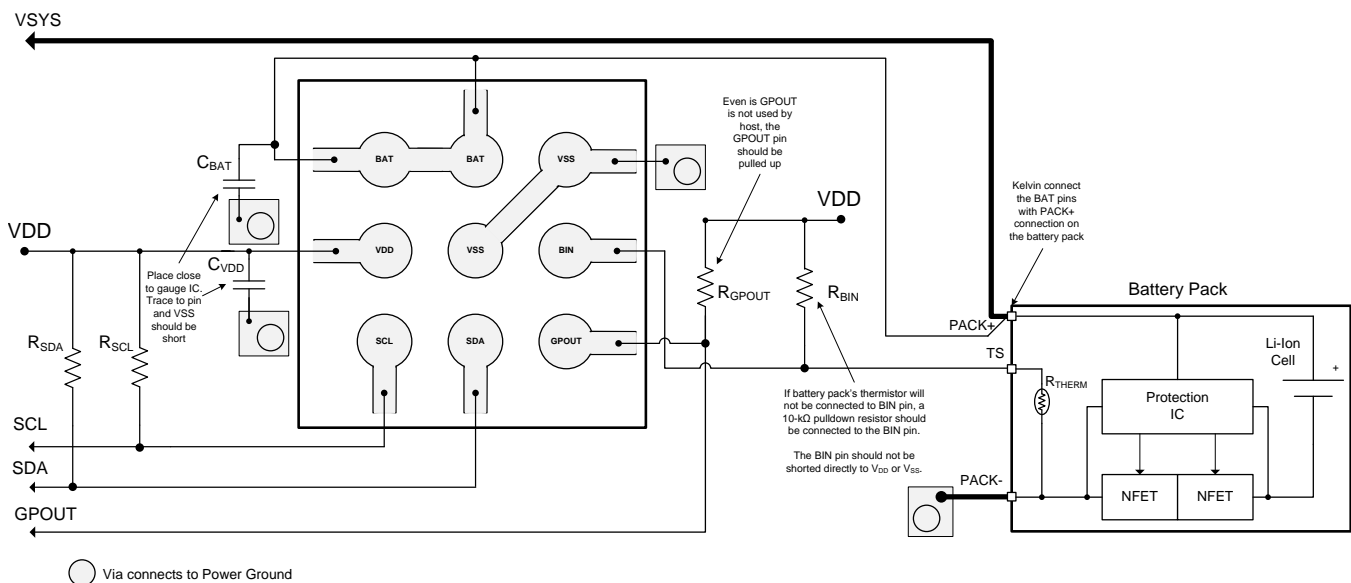 VSYS
Even is GPOUT
is not used by
host, the
GPOUT pin
should be
pulled up
CBAT
BAT
BAT
VSS
Kelvin connect
the BAT pins
with PACK+
connection on
the battery pack
VDD
VDD
CVDD
VDD
VSS
BIN
Place close
to gauge IC.
Trace to pin
and VSS
should be
short
RGPOUT
RBIN
Battery Pack
RSDA
RSCL
SCL
SDA
GPOUT
PACK+
TS
Li-Ion
Cell
+
RTHERM
Protection
IC
If battery pack's thermistor will
not be connected to BIN pin, a
10-kΩ pulldown resistor should
be connected to the BIN pin.
The BIN pin should not be
shorted directly to VDD or VSS.
SCL
SDA
PACK-
NFET
NFET
GPOUT
Via connects to Power Ground